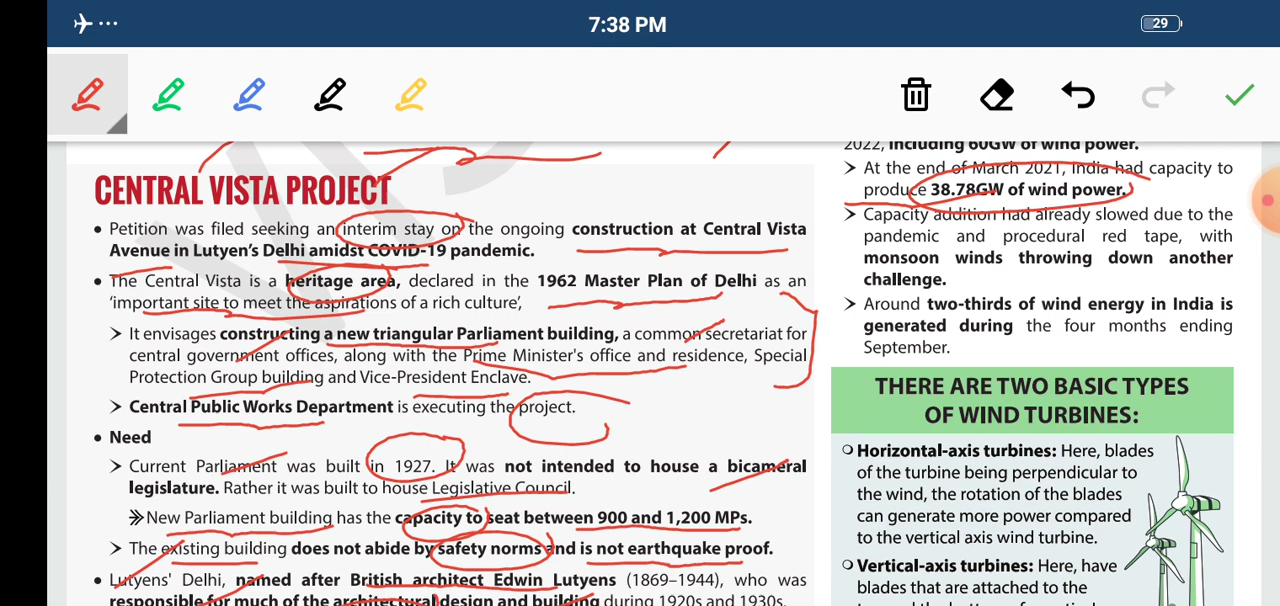 7:38 PM
29
CENTRAL VISTA PROJECT
• Petition was filed seeking an interim stay on the ongoing construction at Central Vista
Avenue in Lutyen's Delhi amidst COVID-19 pandemic.
• The Central Vista is a heritage area, declared in the 1962 Master Plan of Delhi as an
'important site to meet the aspirations of a rich culture',
➢ It envisages constructing a new triangular Parliament building, a common secretariat for
central government offices, along with the Prime Minister's office and residence, Special
Protection Group building and Vice-President Enclave.
➢ Central Public Works Department is executing the project.
• Need
➢ Current Parliament was built in 1927. It was not intended to house a bicameral
legislature. Rather it was built to house Legislative Council.
⪼ New Parliament building has the capacity to seat between 900 and 1,200 MPs.
➢ The existing building does not abide by safety norms and is not earthquake proof.
• Lutyens' Delhi, named after British architect Edwin Lutyens (1869–1944), who was
responsible for much of the architectural design and building during 1920s and 1930s.
2022, including 60GW of wind power.
➢ At the end of March 2021, India had capacity to
produce 38.78GW of wind power.
➢ Capacity addition had already slowed due to the
pandemic and procedural red tape, with
monsoon winds throwing down another
challenge.
➢ Around two-thirds of wind energy in India is
generated during the four months ending
September.
THERE ARE TWO BASIC TYPES
OF WIND TURBINES:
○ Horizontal-axis turbines: Here, blades
of the turbine being perpendicular to
the wind, the rotation of the blades
can generate more power compared
to the vertical axis wind turbine.
○ Vertical-axis turbines: Here, have
blades that are attached to the